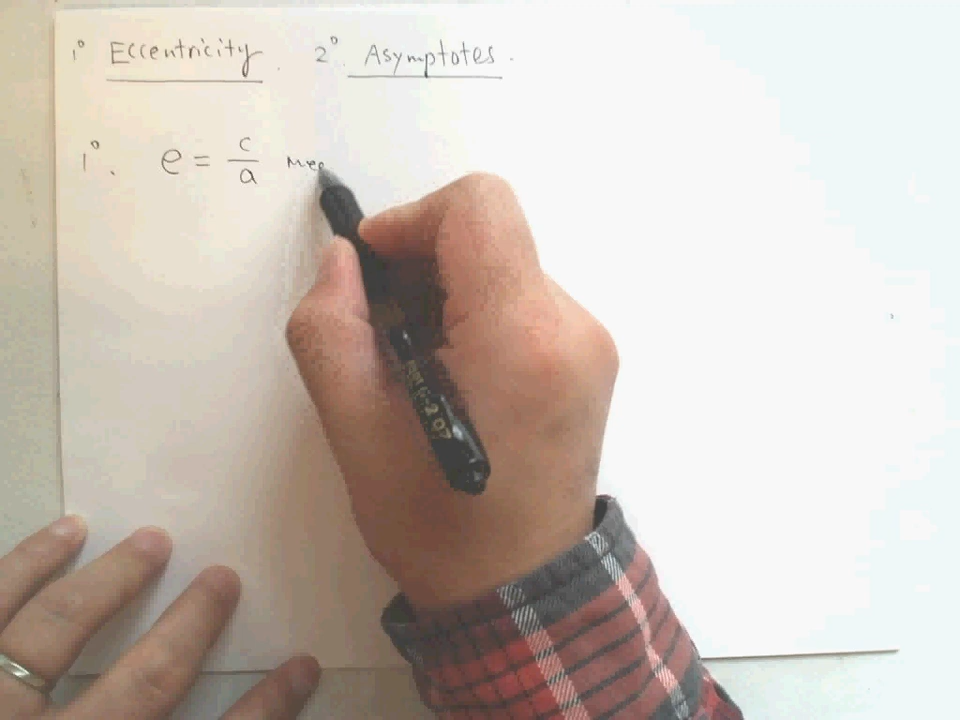 1° Eccentricity. 2°. Asymptotes.
1°. e = c/a